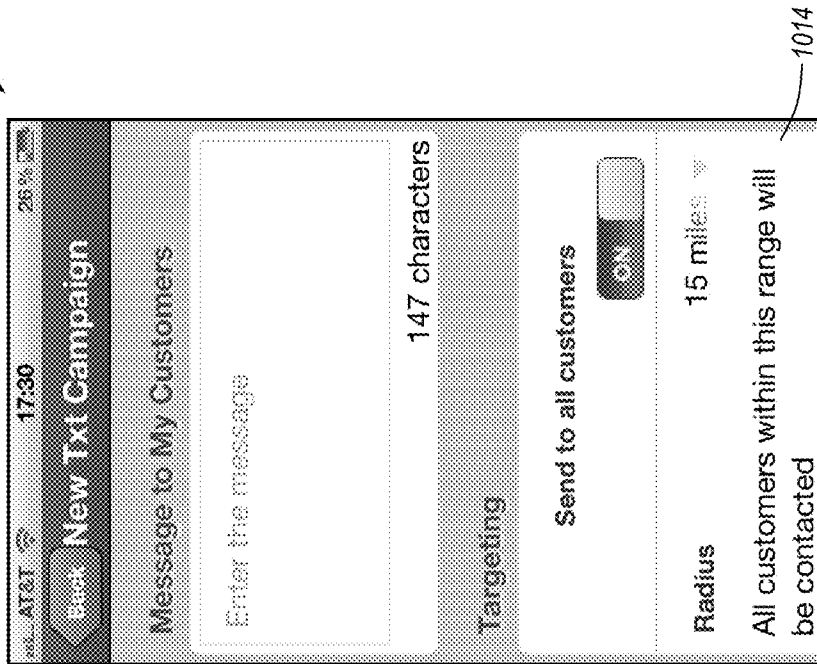 AT&T 17:30 26%
Back New Txt Campaign
Message to My Customers
Enter the message
147 characters
Targeting
Send to all customers
ON
Radius 15 miles
All customers within this range will
be contacted
1014